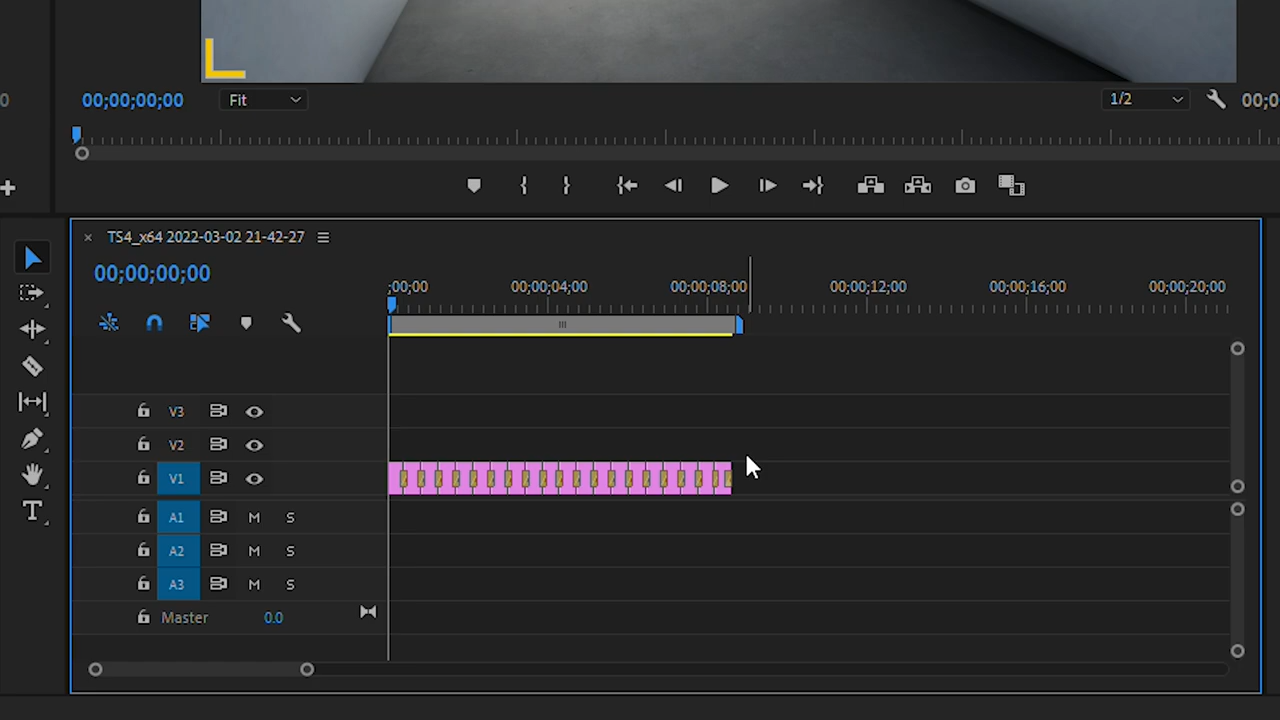 0
00;00;00;00 Fit 1/2 00;0
TS4_x64 2022-03-02 21-42-27
00;00;00;00
;00;00 00;00;04;00 00;00;08;00 00;00;12;00 00;00;16;00 00;00;20;00
V3
V2
V1
A1 M S
A2 M S
A3 M S
Master 0.0